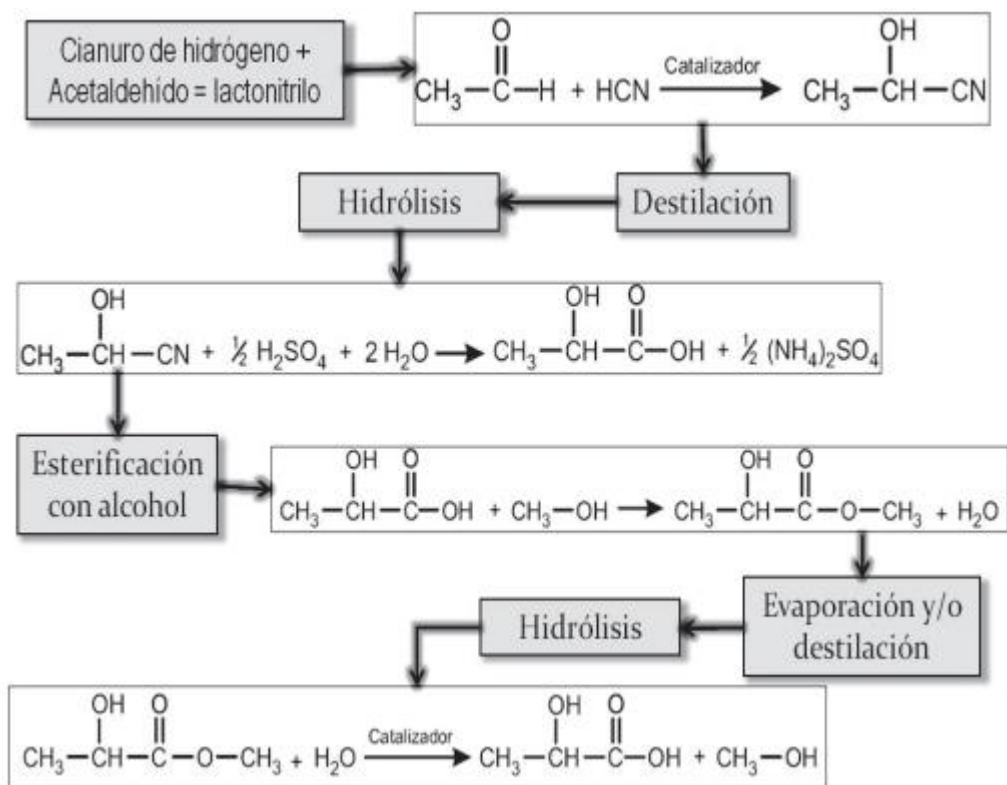 Cianuro de hidrógeno +
Acetaldehído = lactonitrilo
O
CH₃—C—H + HCN Catalizador
OH
CH₃—CH—CN
Destilación
Hidrólisis
OH
CH₃—CH—CN + ½ H₂SO₄ + 2 H₂O
OH O
CH₃—CH—C—OH + ½ (NH₄)₂SO₄
Esterificación
con alcohol
OH O
CH₃—CH—C—OH + CH₃—OH
OH O
CH₃—CH—C—O—CH₃ + H₂O
Evaporación y/o
destilación
Hidrólisis
OH O
CH₃—CH—C—O—CH₃ + H₂O Catalizador
OH O
CH₃—CH—C—OH + CH₃—OH